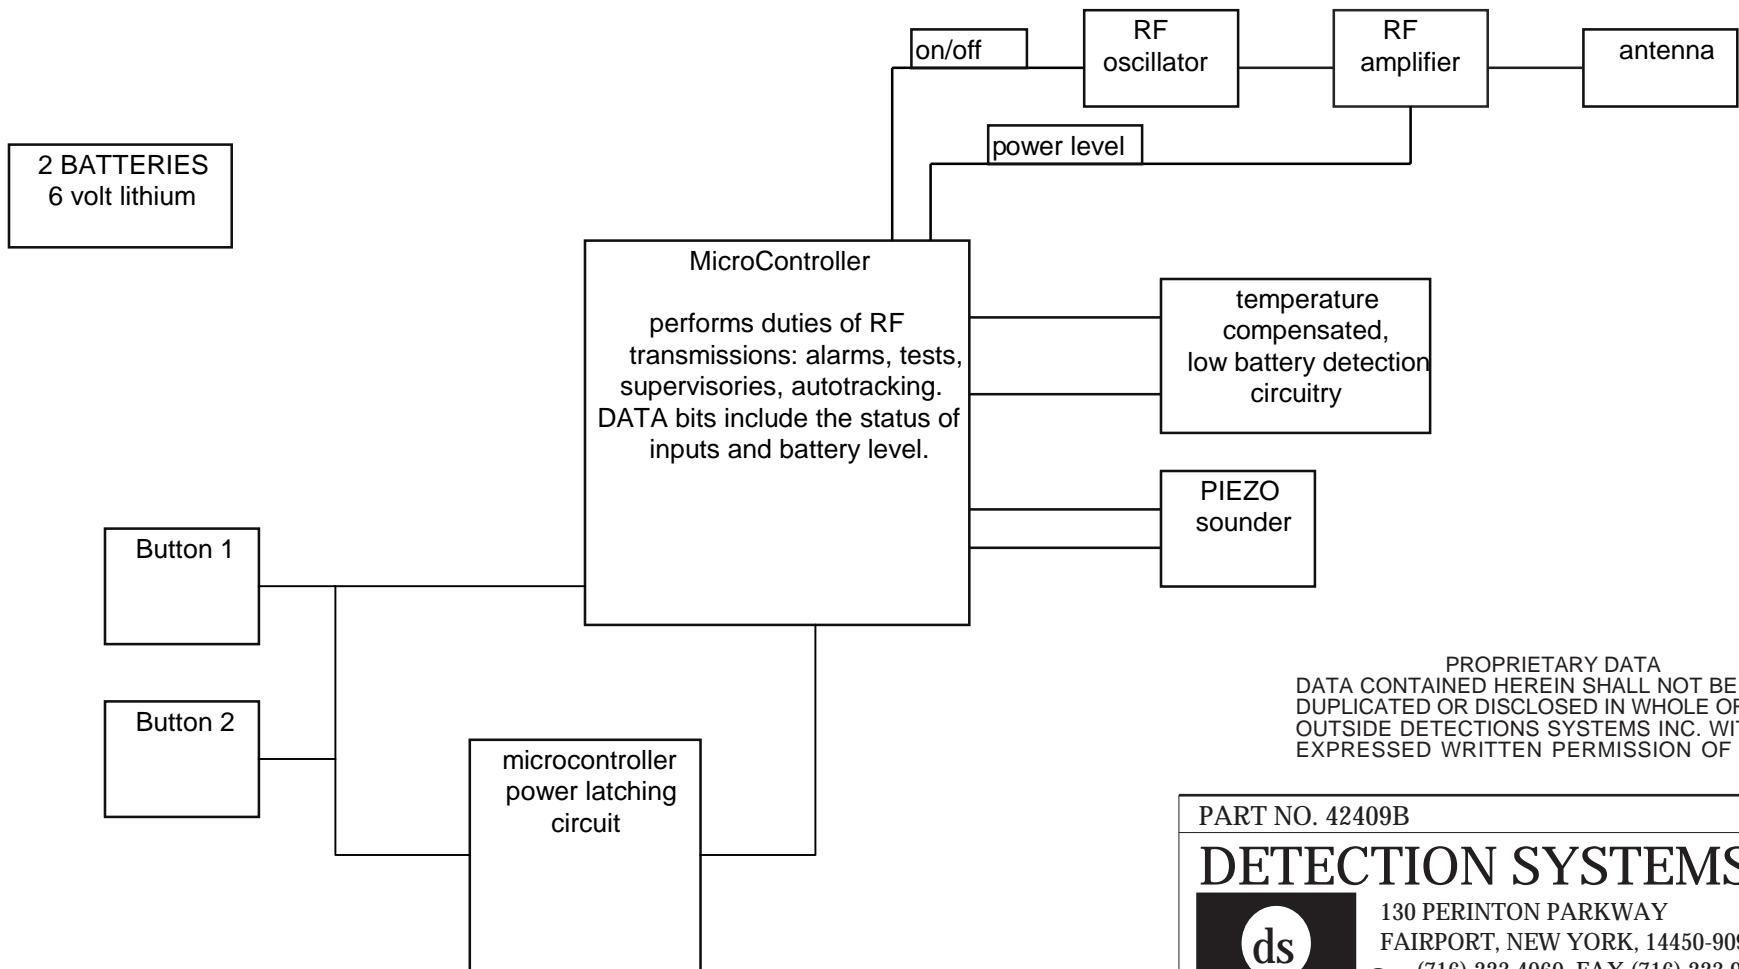 on/off
RF
oscillator
RF
amplifier
antenna
power level
2 BATTERIES
6 volt lithium
MicroController
performs duties of RF
transmissions: alarms, tests,
supervisories, autotracking.
DATA bits include the status of
inputs and battery level.
temperature
compensated,
low battery detection
circuitry
PIEZO
sounder
Button 1
Button 2
microcontroller
power latching
circuit
PROPRIETARY DATA
DATA CONTAINED HEREIN SHALL NOT BE
DUPLICATED OR DISCLOSED IN WHOLE OR
OUTSIDE DETECTIONS SYSTEMS INC.
EXPRESSED WRITTEN PERMISSION OF
PART NO. 42409B
DETECTION SYSTEMS
ds
130 PERINTON PARKWAY
FAIRPORT, NEW YORK,
(716) FAX (716)